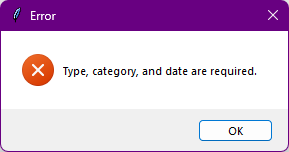 Error
Type, category, and date are required.
OK